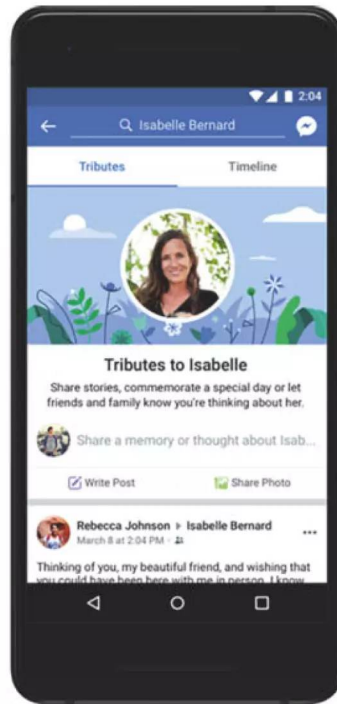 2:04
Isabelle Bernard
Tributes Timeline
Tributes to Isabelle
Share stories, commemorate a special day or let
friends and family know you're thinking about her.
Share a memory or thought about Isab...
Write Post Share Photo
Rebecca Johnson ▸ Isabelle Bernard
March 8 at 2:04 PM ·
Thinking of you, my beautiful friend, and wishing that
you could have been here with me in person. I know